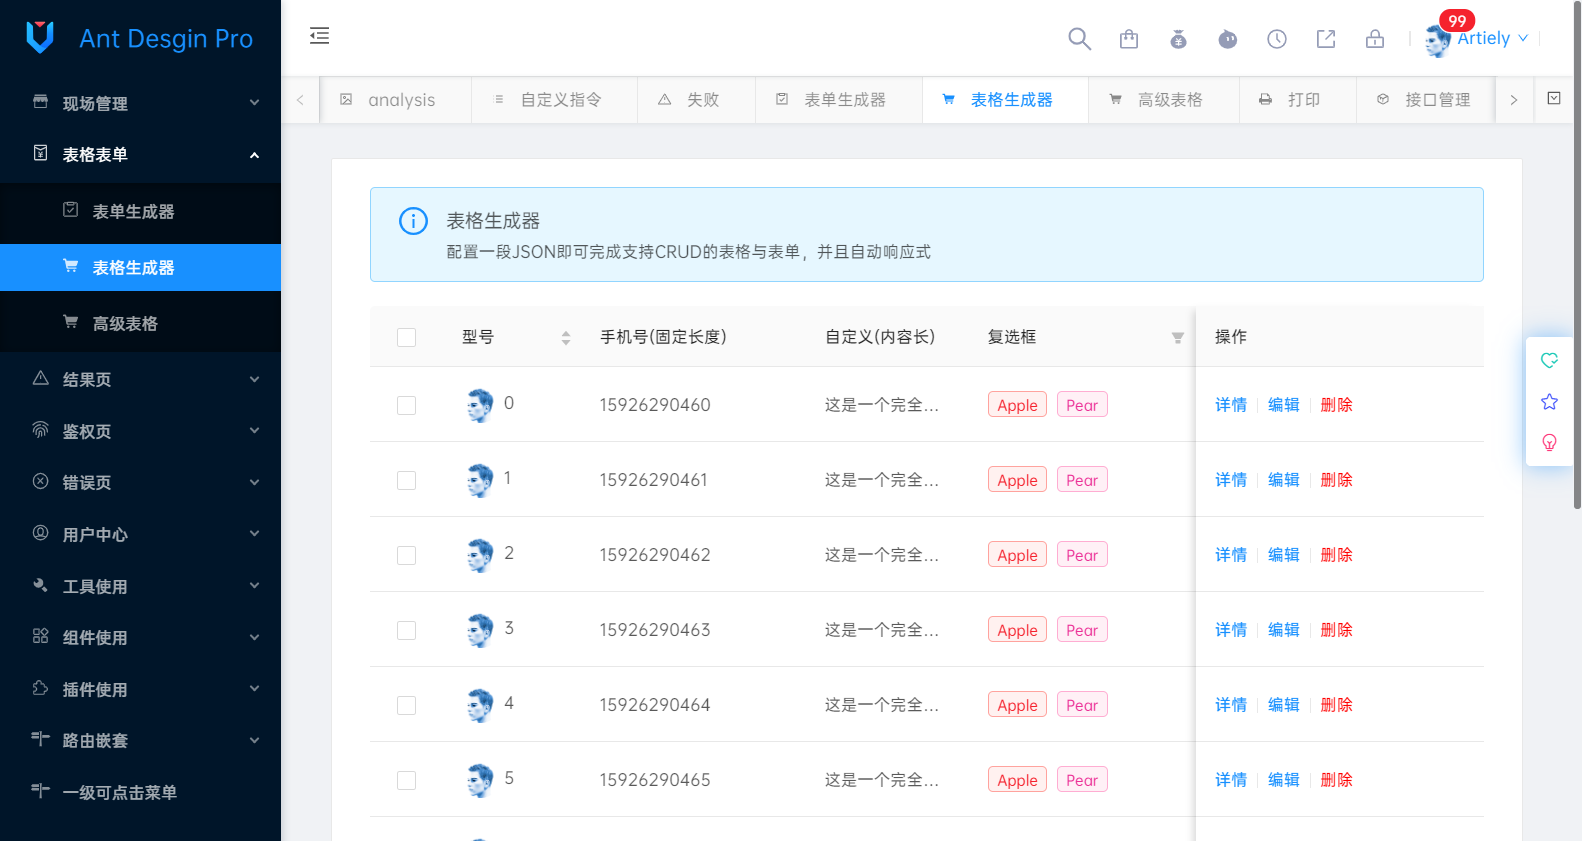 Ant Desgin Pro
现场管理
表格表单
表单生成器
表格生成器
高级表格
结果页
鉴权页
错误页
用户中心
工具使用
组件使用
插件使用
路由嵌套
一级可点击菜单
99
Artiely
analysis 自定义指令 失败 表单生成器 表格生成器 高级表格 打印 接口管理
表格生成器
配置一段JSON即可完成支持CRUD的表格与表单，并且自动响应式
型号 手机号(固定长度) 自定义(内容长) 复选框 操作
0 15926290460 这是一个完全... Apple Pear 详情 编辑 删除
1 15926290461 这是一个完全... Apple Pear 详情 编辑 删除
2 15926290462 这是一个完全... Apple Pear 详情 编辑 删除
3 15926290463 这是一个完全... Apple Pear 详情 编辑 删除
4 15926290464 这是一个完全... Apple Pear 详情 编辑 删除
5 15926290465 这是一个完全... Apple Pear 详情 编辑 删除